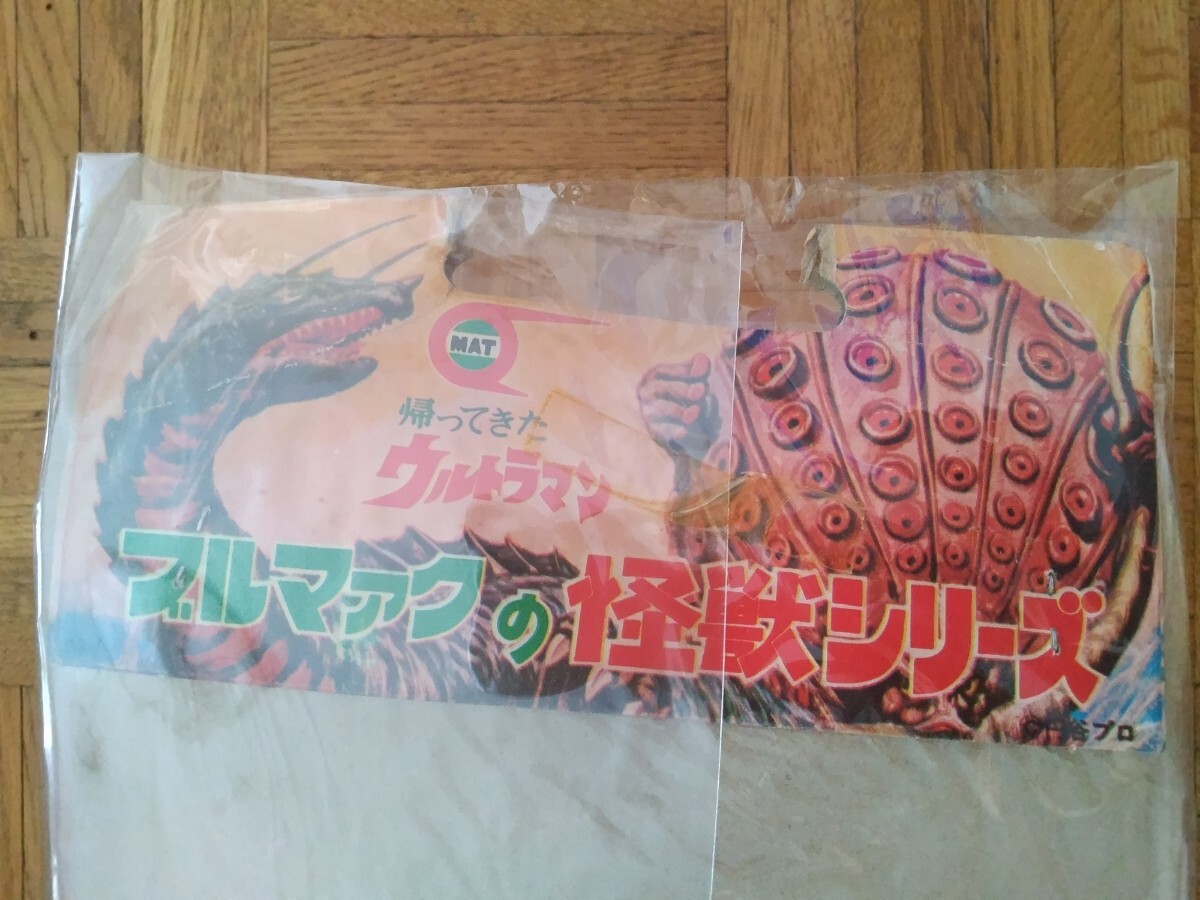 MAT
帰ってきた
ウルトラマン
ブルマァクの怪獣シリーズ
©円谷プロ